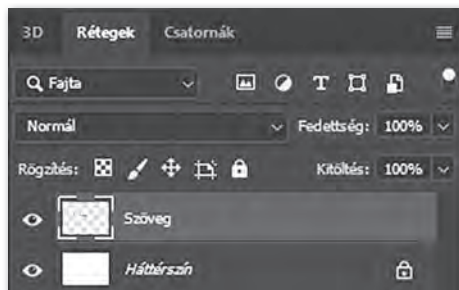 3D Rétegek Csatornák
Fajta
Normál Fedettség: 100%
Rögzítés: Kitöltés: 100%
Szöveg
Háttérszín